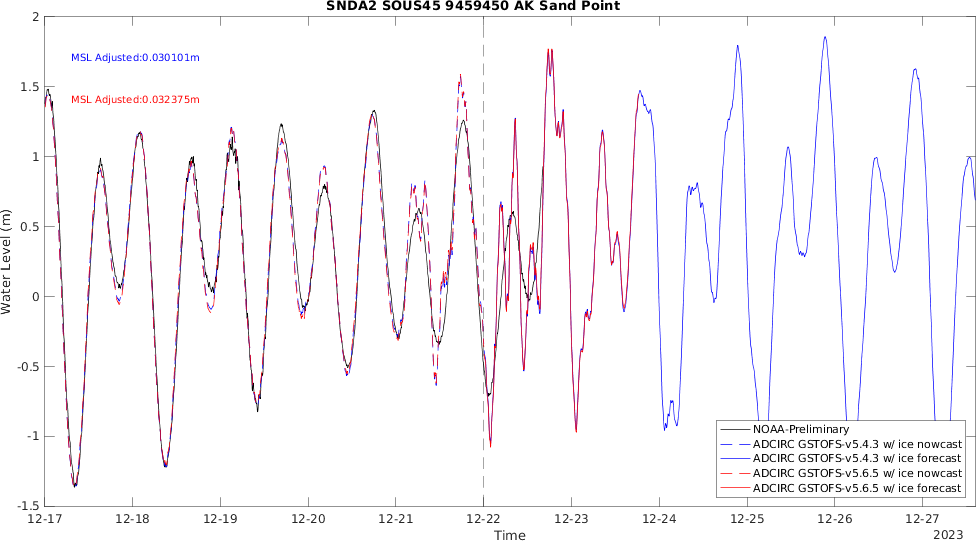 SNDA2 SOUS45 9459450 AK Sand Point
MSL Adjusted:0.030101m
MSL Adjusted:0.032375m
Water Level (m)
2
1.5
1
0.5
0
-0.5
-1
-1.5
NOAA-Preliminary
ADCIRC GSTOFS-v5.4.3 w/ ice nowcast
ADCIRC GSTOFS-v5.4.3 w/ ice forecast
ADCIRC GSTOFS-v5.6.5 w/ ice nowcast
ADCIRC GSTOFS-v5.6.5 w/ ice forecast
12-17 12-18 12-19 12-20 12-21 12-22 12-23 12-24 12-25 12-26 12-27
Time
2023